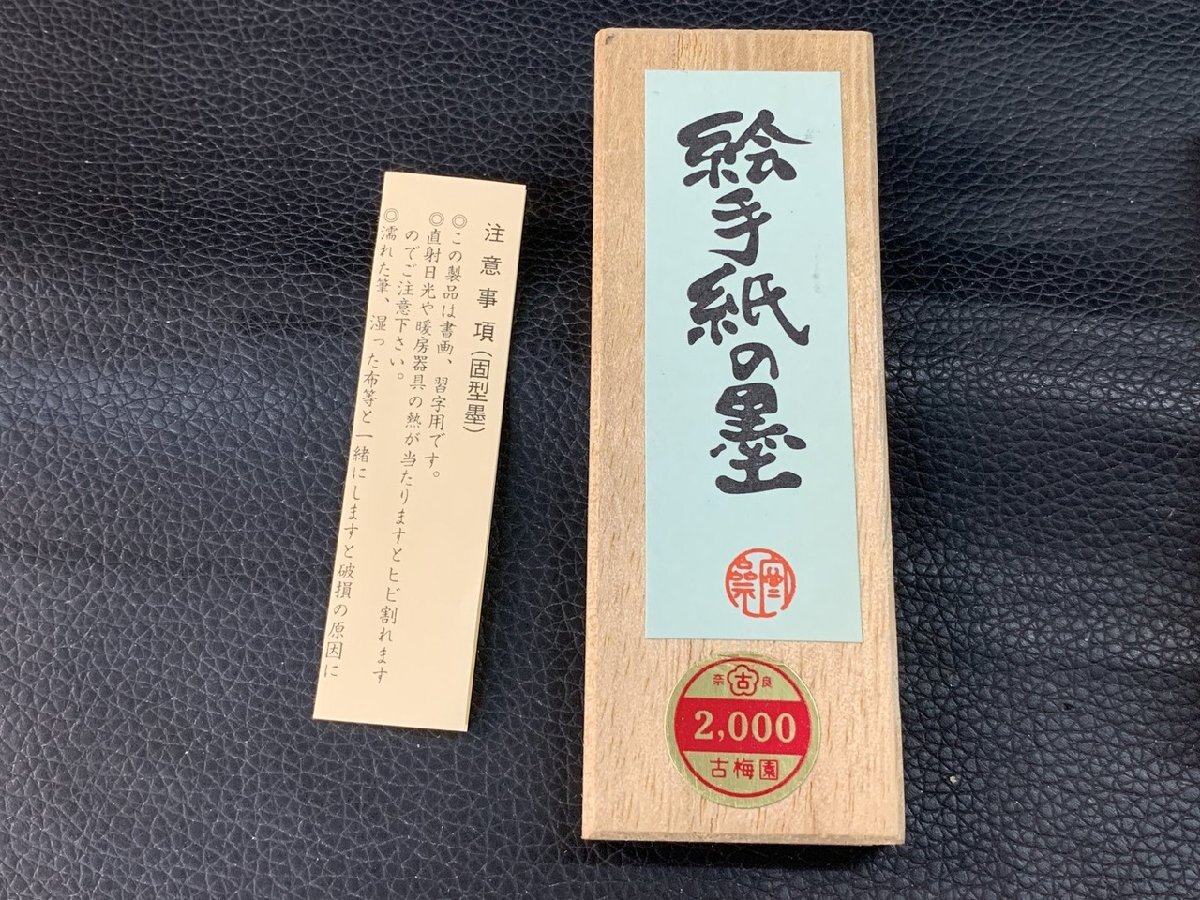 注意事項（固型墨）
◎この製品は書画、習字用です。
◎直射日光や暖房器具の熱が当たりますとヒビ割れます
のでご注意下さい。
◎濡れた筆、湿った布等と一緒にしますと破損の原因に
絵手紙の墨
奈 古 良
2,000
古梅園